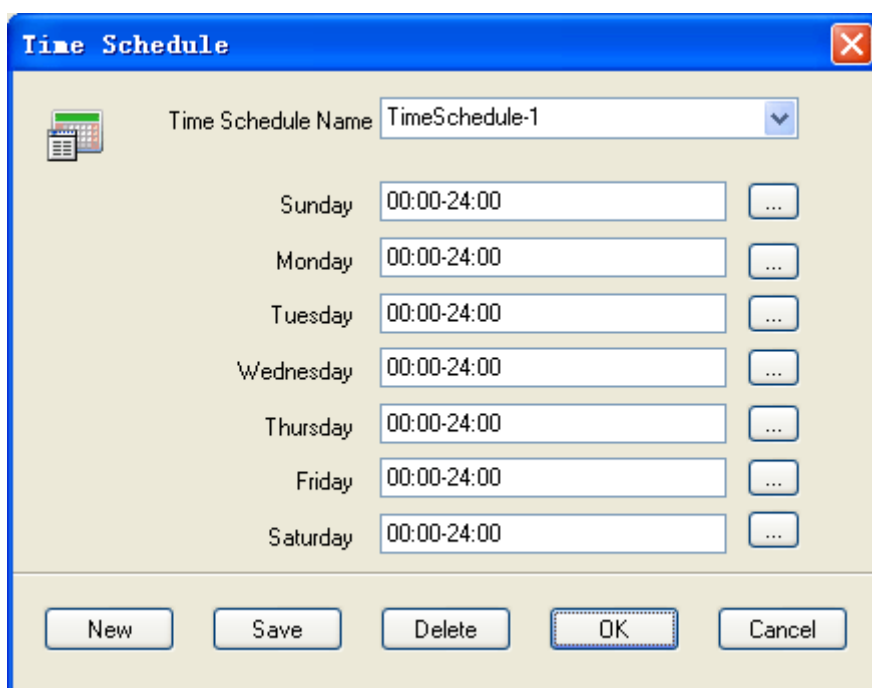 Time Schedule
Time Schedule Name TimeSchedule-1
Sunday 00:00-24:00 ...
Monday 00:00-24:00 ...
Tuesday 00:00-24:00 ...
Wednesday 00:00-24:00 ...
Thursday 00:00-24:00 ...
Friday 00:00-24:00 ...
Saturday 00:00-24:00 ...
New Save Delete OK Cancel